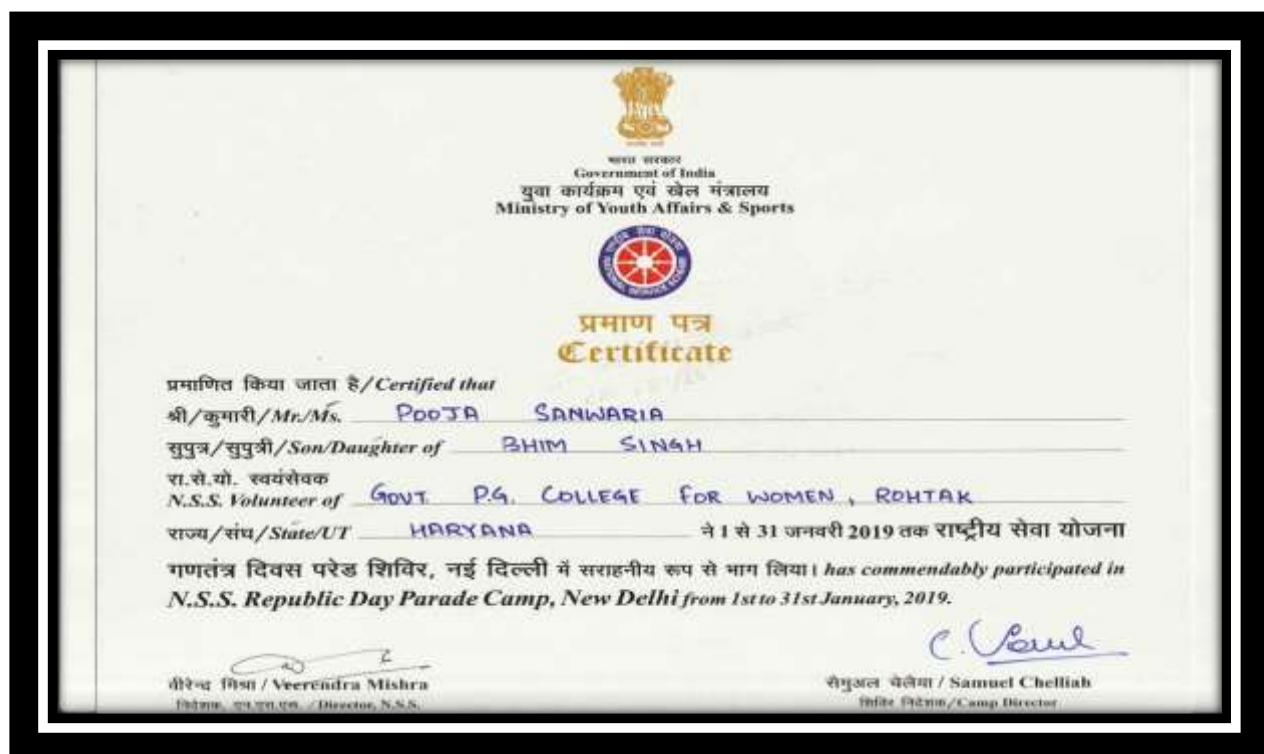 भारत सरकार
Government of India
युवा कार्यक्रम एवं खेल मंत्रालय
Ministry of Youth Affairs & Sports
प्रमाण पत्र
Certificate
प्रमाणित किया जाता है/Certified that
श्री/कुमारी/Mr./Ms. POOJA SANWARIA
सुपुत्र/सुपुत्री/Son/Daughter of BHIM SINGH
रा.से.यो. स्वयंसेवक
N.S.S. Volunteer of GOVT. P.G. COLLEGE FOR WOMEN, ROHTAK
राज्य/संघ/State/UT HARYANA ने 1 से 31 जनवरी 2019 तक राष्ट्रीय सेवा योजना
गणतंत्र दिवस परेड शिविर, नई दिल्ली में सराहनीय रूप से भाग लिया। has commendably participated in
N.S.S. Republic Day Parade Camp, New Delhi from 1st to 31st January, 2019.
वीरेन्द्र मिश्रा / Veerendra Mishra
निदेशक, एन.एस.एस. / Director, N.S.S.
सेमुअल चेलैया / Samuel Chelliah
शिविर निदेशक/Camp Director